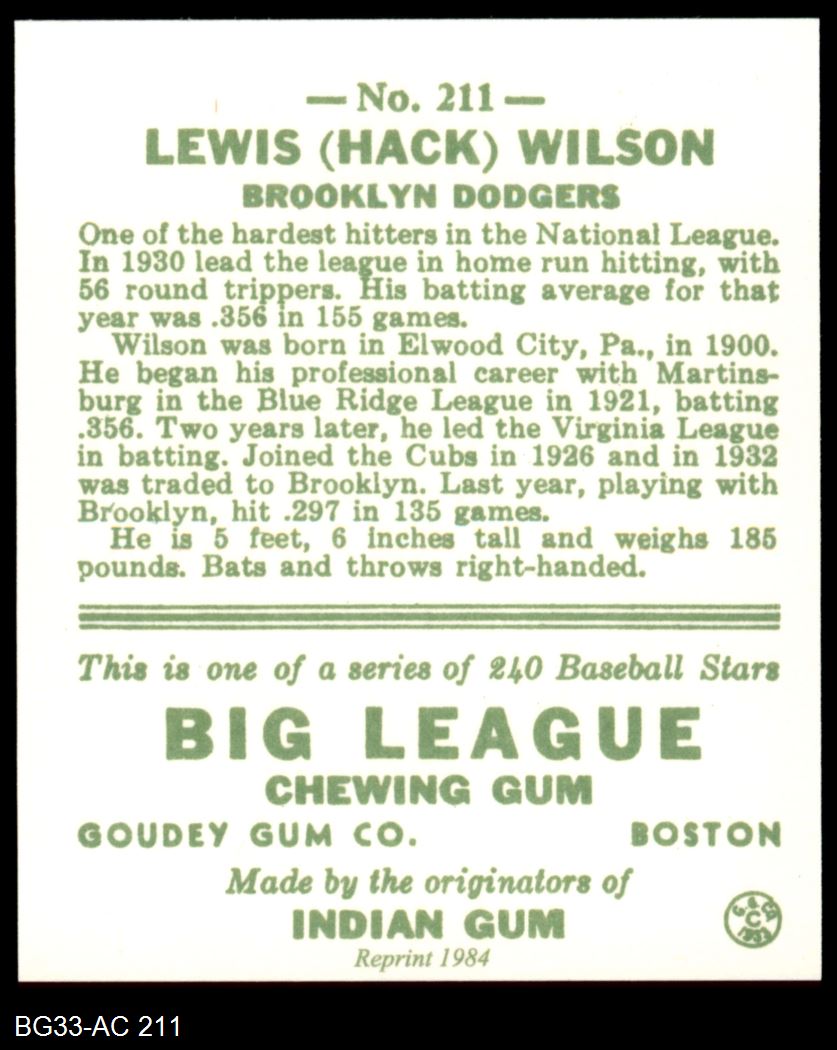 — No. 211 —
LEWIS (HACK) WILSON
BROOKLYN DODGERS
One of the hardest hitters in the National League.
In 1930 lead the league in home run hitting, with
56 round trippers. His batting average for that
year was .356 in 155 games.
Wilson was born in Elwood City, Pa., in 1900.
He began his professional career with Martins-
burg in the Blue Ridge League in 1921, batting
.356. Two years later, he led the Virginia League
in batting. Joined the Cubs in 1926 and in 1932
was traded to Brooklyn. Last year, playing with
Brooklyn, hit .297 in 135 games.
He is 5 feet, 6 inches tall and weighs 185
pounds. Bats and throws right-handed.
This is one of a series of 240 Baseball Stars
BIG LEAGUE
CHEWING GUM
GOUDEY GUM CO. BOSTON
Made by the originators of
INDIAN GUM
Reprint 1984
BG33-AC 211